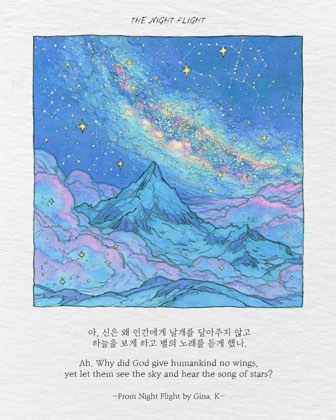 THE NIGHT FLIGHT
아, 신은 왜 인간에게 날개를 달아주지 않고
하늘을 보게 하고 별의 노래를 듣게 했나.
Ah, Why did God give humankind no wings,
yet let them see the sky and hear the song of stars?
--From Night Flight by Gina, K--